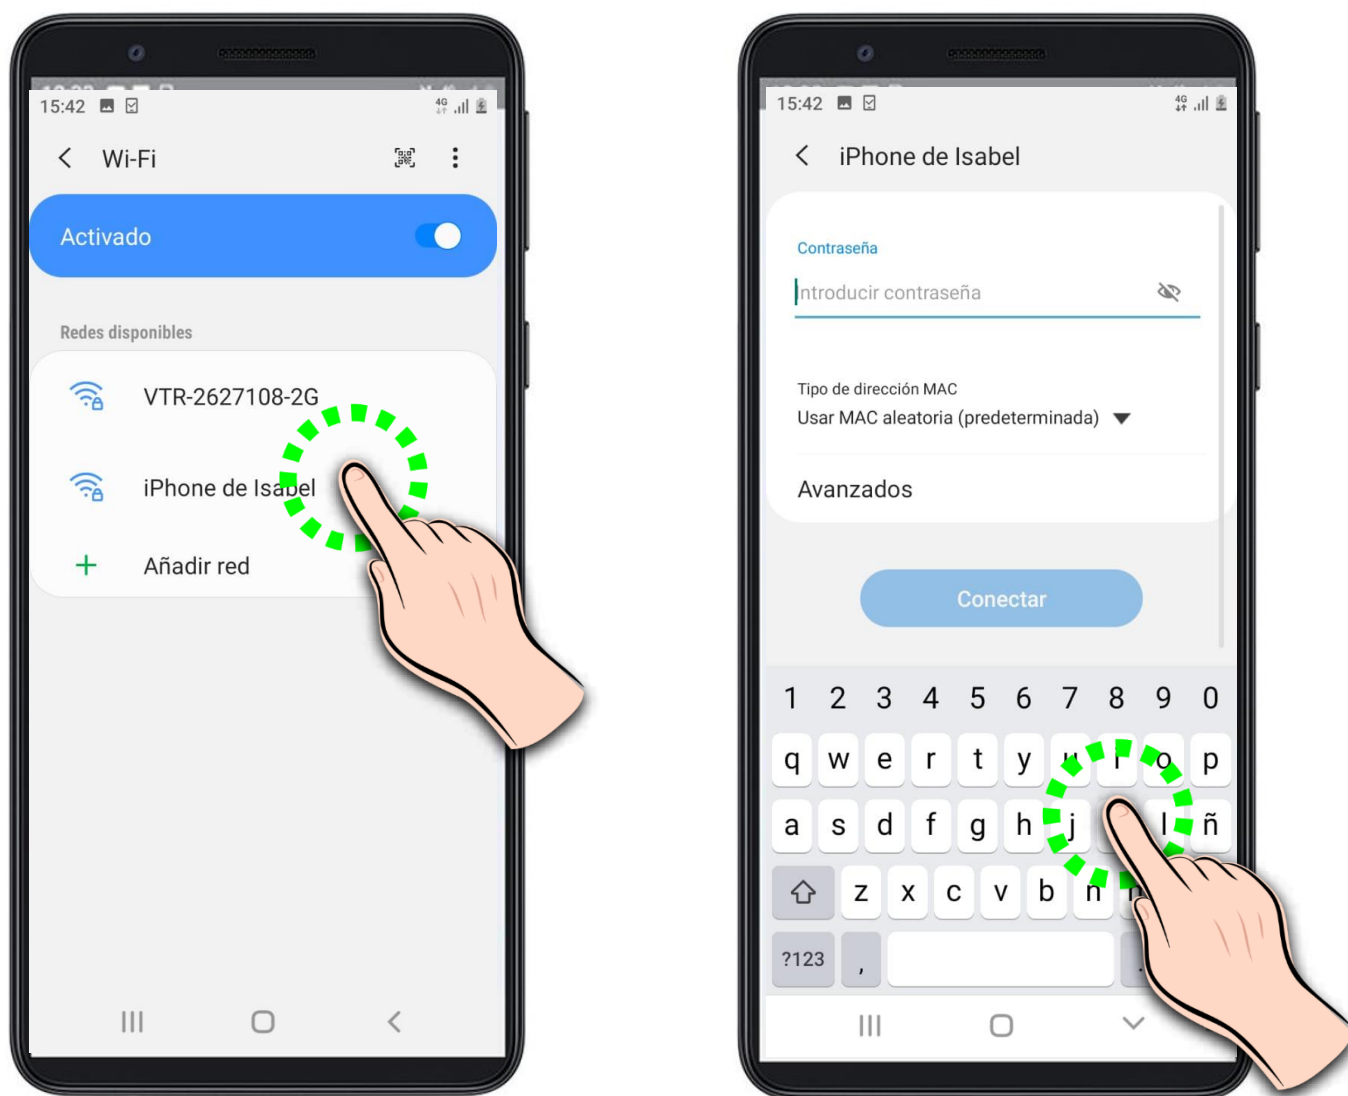 15:42
4G
Wi-Fi
Activado
Redes disponibles
VTR-2627108-2G
iPhone de Isabel
Añadir red
15:42
4G
iPhone de Isabel
Contraseña
Introducir contraseña
Tipo de dirección MAC
Usar MAC aleatoria (predeterminada)
Avanzados
Conectar
1 2 3 4 5 6 7 8 9 0
q w e r t y u i o p
a s d f g h j l ñ
z x c v b n
?123 , .